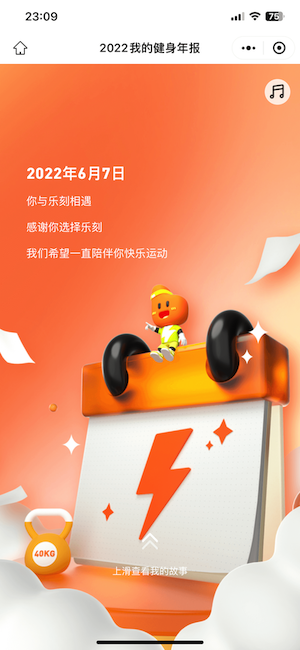 23:09
75
2022我的健身年报
2022年6月7日
你与乐刻相遇
感谢你选择乐刻
我们希望一直陪伴你快乐运动
40KG
上滑查看我的故事